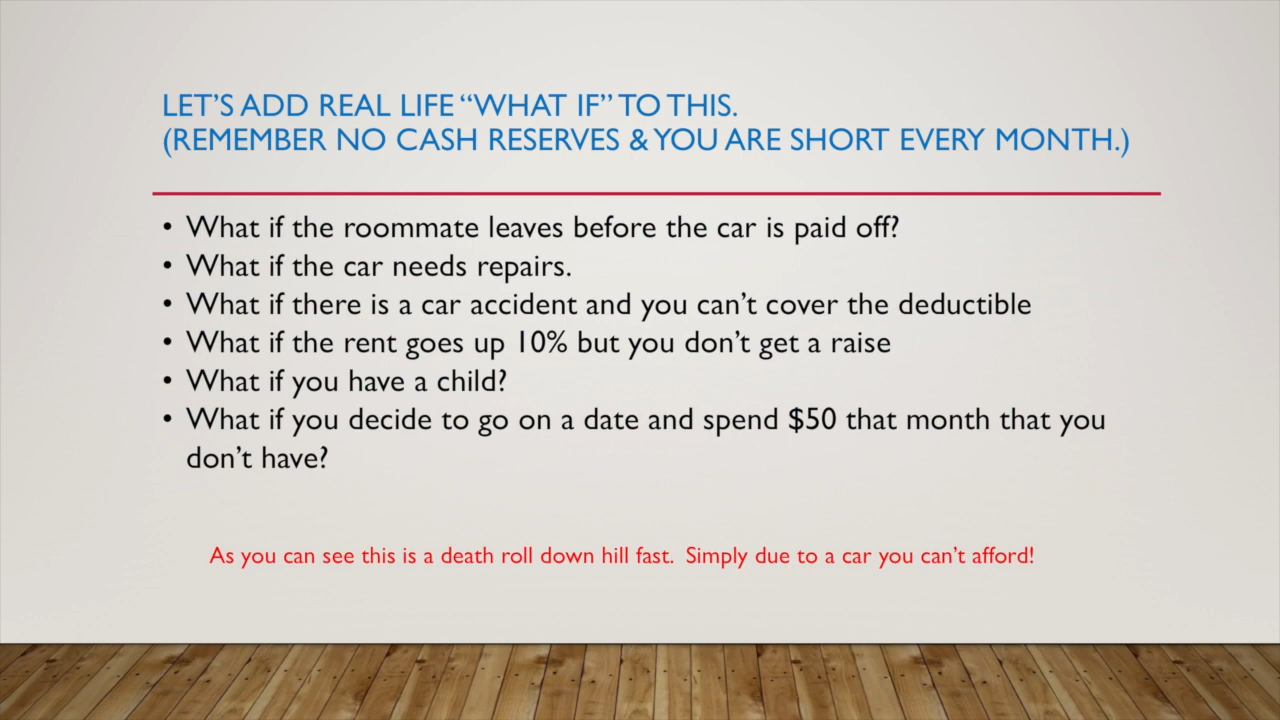 LET’S ADD REAL LIFE “WHAT IF” TO THIS.
(REMEMBER NO CASH RESERVES & YOU ARE SHORT EVERY MONTH.)
• What if the roommate leaves before the car is paid off?
• What if the car needs repairs.
• What if there is a car accident and you can’t cover the deductible
• What if the rent goes up 10% but you don’t get a raise
• What if you have a child?
• What if you decide to go on a date and spend $50 that month that you
don’t have?
As you can see this is a death roll down hill fast.  Simply due to a car you can’t afford!